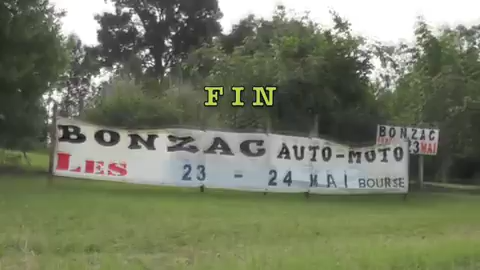 FIN
BONZAC AUTO-MOTO
LES 23 - 24 MAI BOURSE
BONZAC
23 MAI